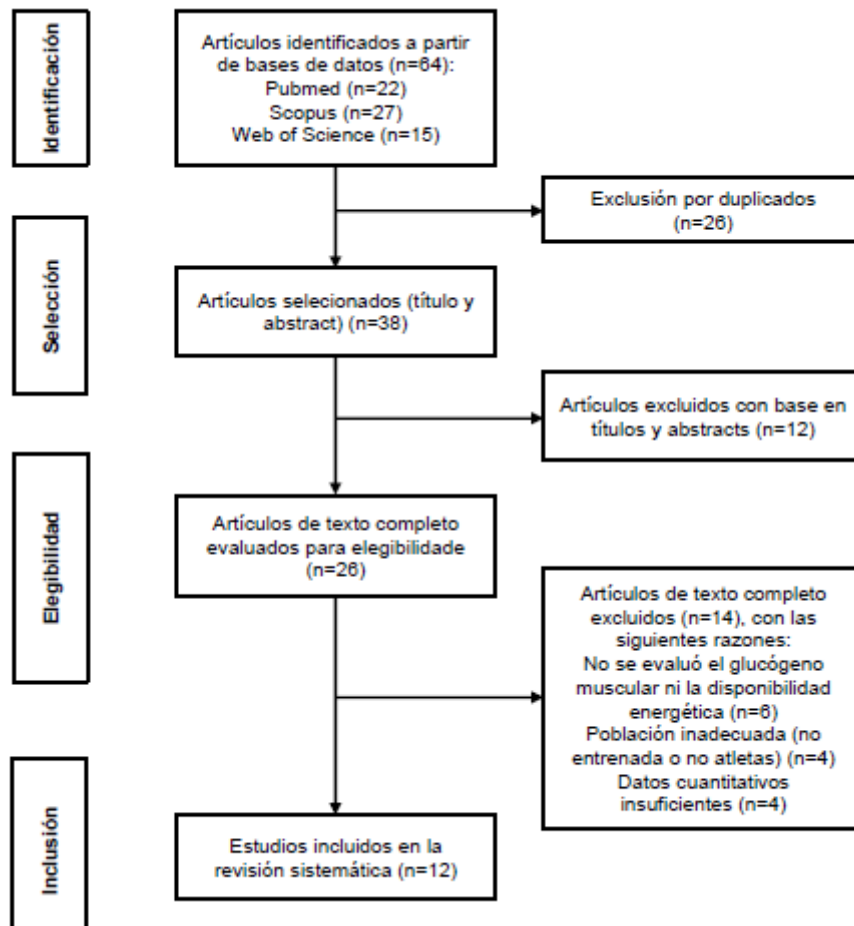 Identificación
Artículos identificados a partir
de bases de datos (n=64):
Pubmed (n=22)
Scopus (n=27)
Web of Science (n=15)
Exclusión por duplicados
(n=26)
Selección
Artículos selecionados (título y
abstract) (n=38)
Artículos excluidos con base en
títulos y abstracts (n=12)
Elegibilidad
Artículos de texto completo
evaluados para elegibilidade
(n=26)
Artículos de texto completo
excluidos (n=14), con las
siguientes razones:
No se evaluó el glucógeno
muscular ni la disponibilidad
energética (n=6)
Población inadecuada (no
entrenada o no atletas) (n=4)
Datos cuantitativos
insuficientes (n=4)
Inclusión
Estudios incluidos en la
revisión sistemática (n=12)